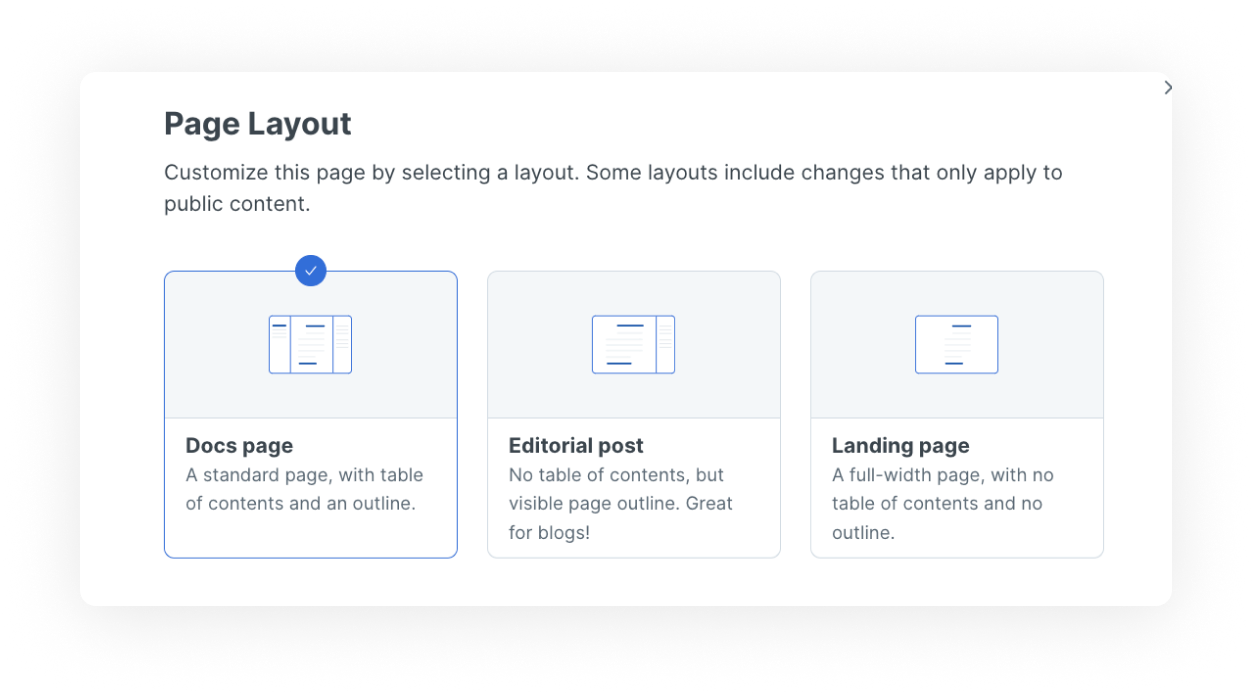 Page Layout
Customize this page by selecting a layout. Some layouts include changes that only apply to
public content.
Docs page
A standard page, with table
of contents and an outline.
Editorial post
No table of contents, but
visible page outline. Great
for blogs!
Landing page
A full-width page, with no
table of contents and no
outline.